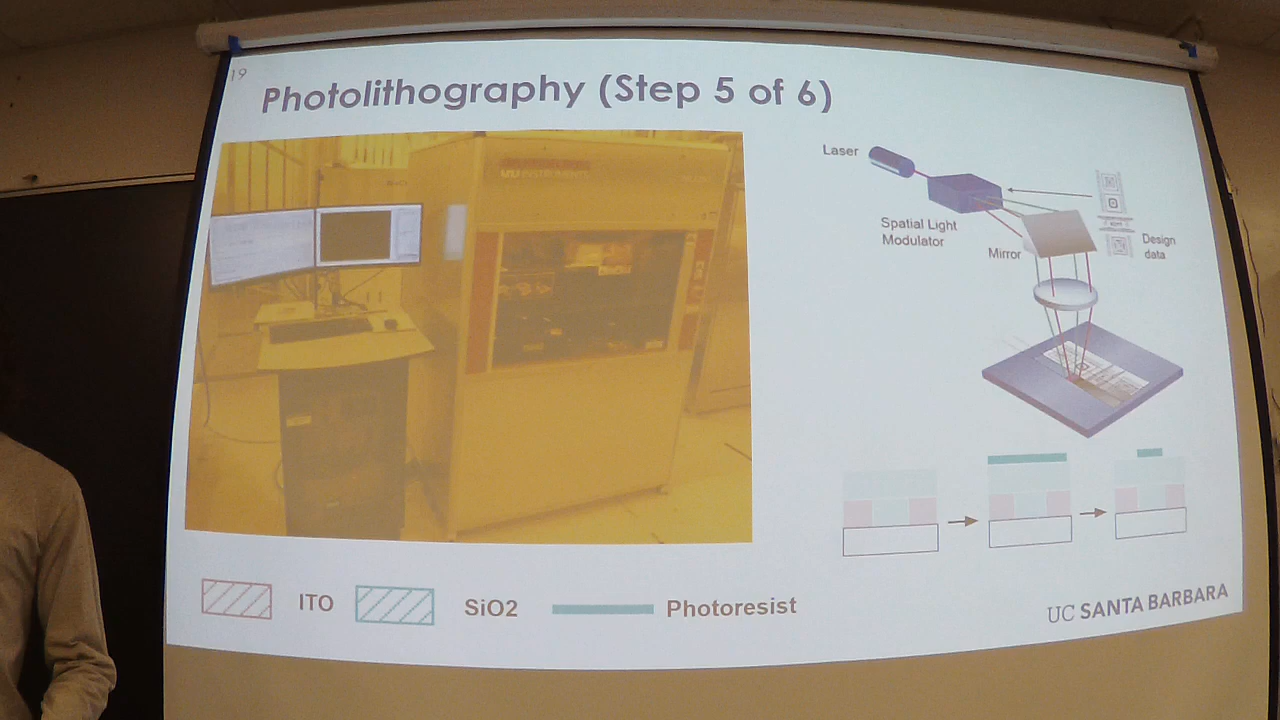 19
Photolithography (Step 5 of 6)
Laser
Spatial Light
Modulator
Mirror
Design
data
ITO
SiO2
Photoresist
UC SANTA BARBARA